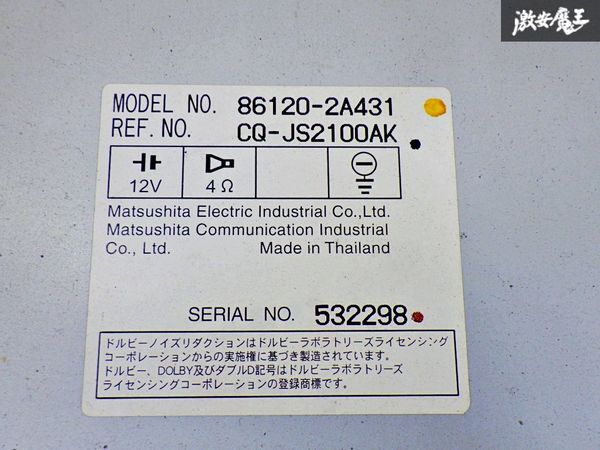 激安魔王
MODEL NO. 86120-2A431
REF. NO. CQ-JS2100AK
12V 4Ω
Matsushita Electric Industrial Co.,Ltd.
Matsushita Communication Industrial
Co., Ltd. Made in Thailand
SERIAL NO. 532298
ドルビーノイズリダクションはドルビーラボラトリーズライセンシング
コーポレーションからの実施権に基づき製造されています。
ドルビー、DOLBY及びダブルD記号はドルビーラボラトリーズ
ライセンシングコーポレーションの登録商標です。